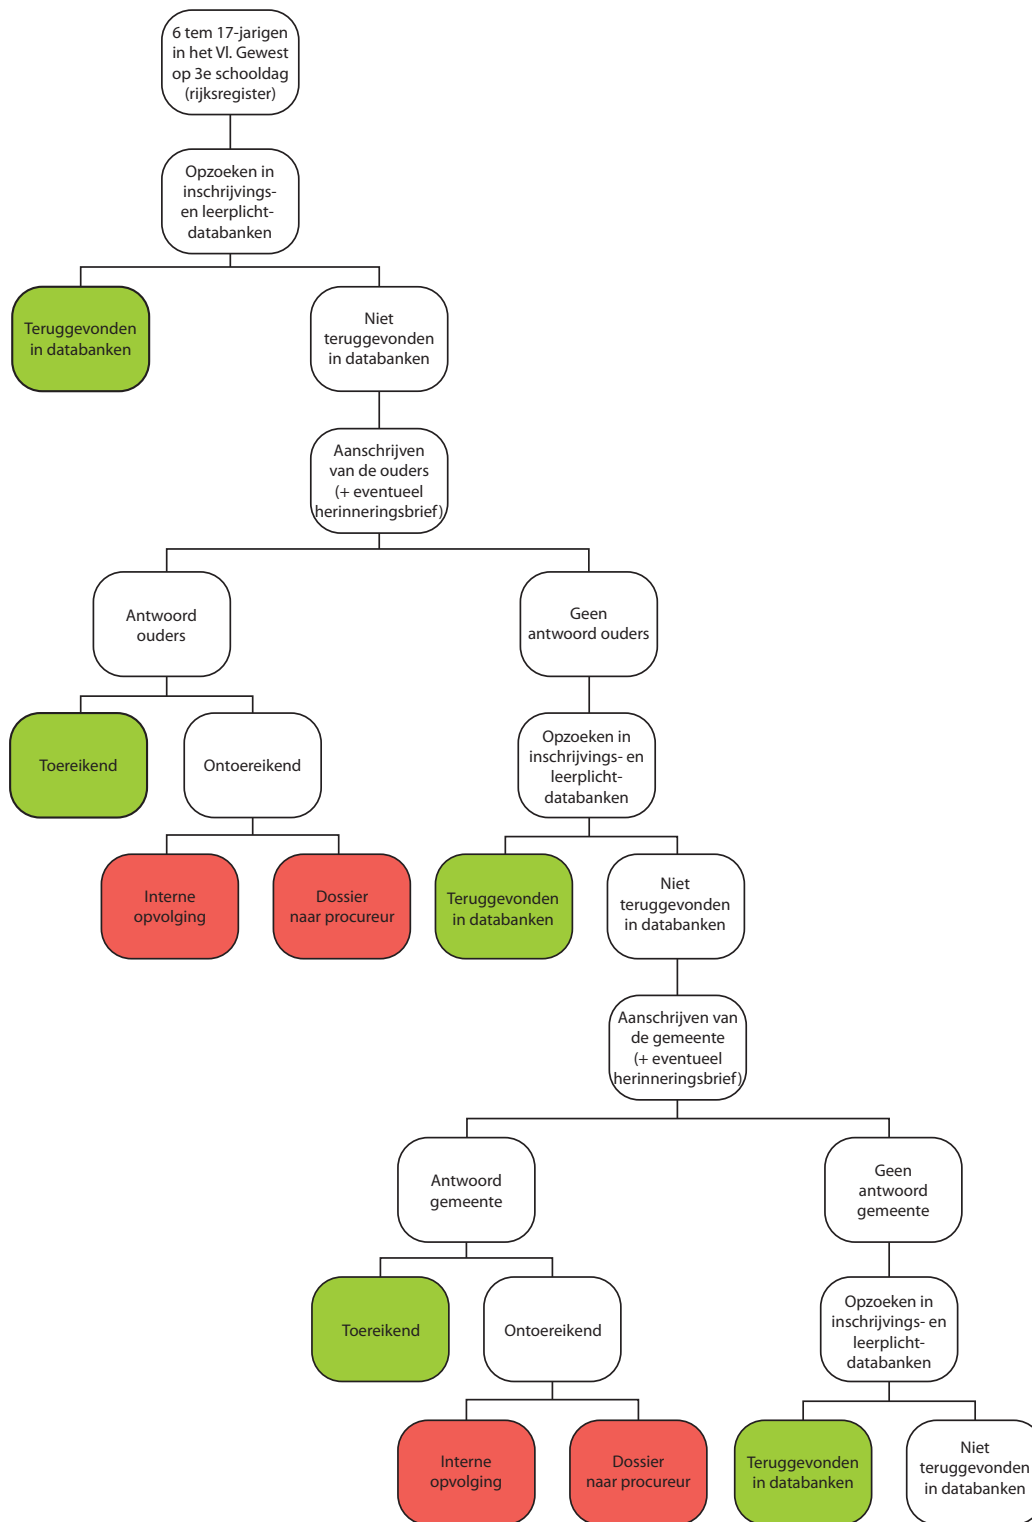 6 tem 17-jarigen
in het Vl. Gewest
op 3e schooldag
(rijksregister)
Opzoeken in
inschrijvings-
en leerplicht-
databanken
Teruggevonden
in databanken
Niet
teruggevonden
in databanken
Aanschrijven
van de ouders
(+ eventueel
herinneringsbrief)
Antwoord
ouders
Geen
antwoord ouders
Toereikend
Ontoereikend
Opzoeken in
inschrijvings- en
leerplicht-
databanken
Interne
opvolging
Dossier
naar procureur
Teruggevonden
in databanken
Niet
teruggevonden
in databanken
Aanschrijven van
de gemeente
(+ eventueel
herinneringsbrief)
Antwoord
gemeente
Geen
antwoord
gemeente
Toereikend
Ontoereikend
Opzoeken in
inschrijvings- en
leerplicht-
databanken
Interne
opvolging
Dossier
naar procureur
Teruggevonden
in databanken
Niet
teruggevonden
in databanken